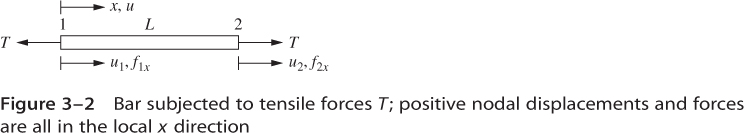 x, u
1 L 2
T T
u₁, f₁ₓ u₂, f₂ₓ
Figure 3–2 Bar subjected to tensile forces T; positive nodal displacements and forces
are all in the local x direction